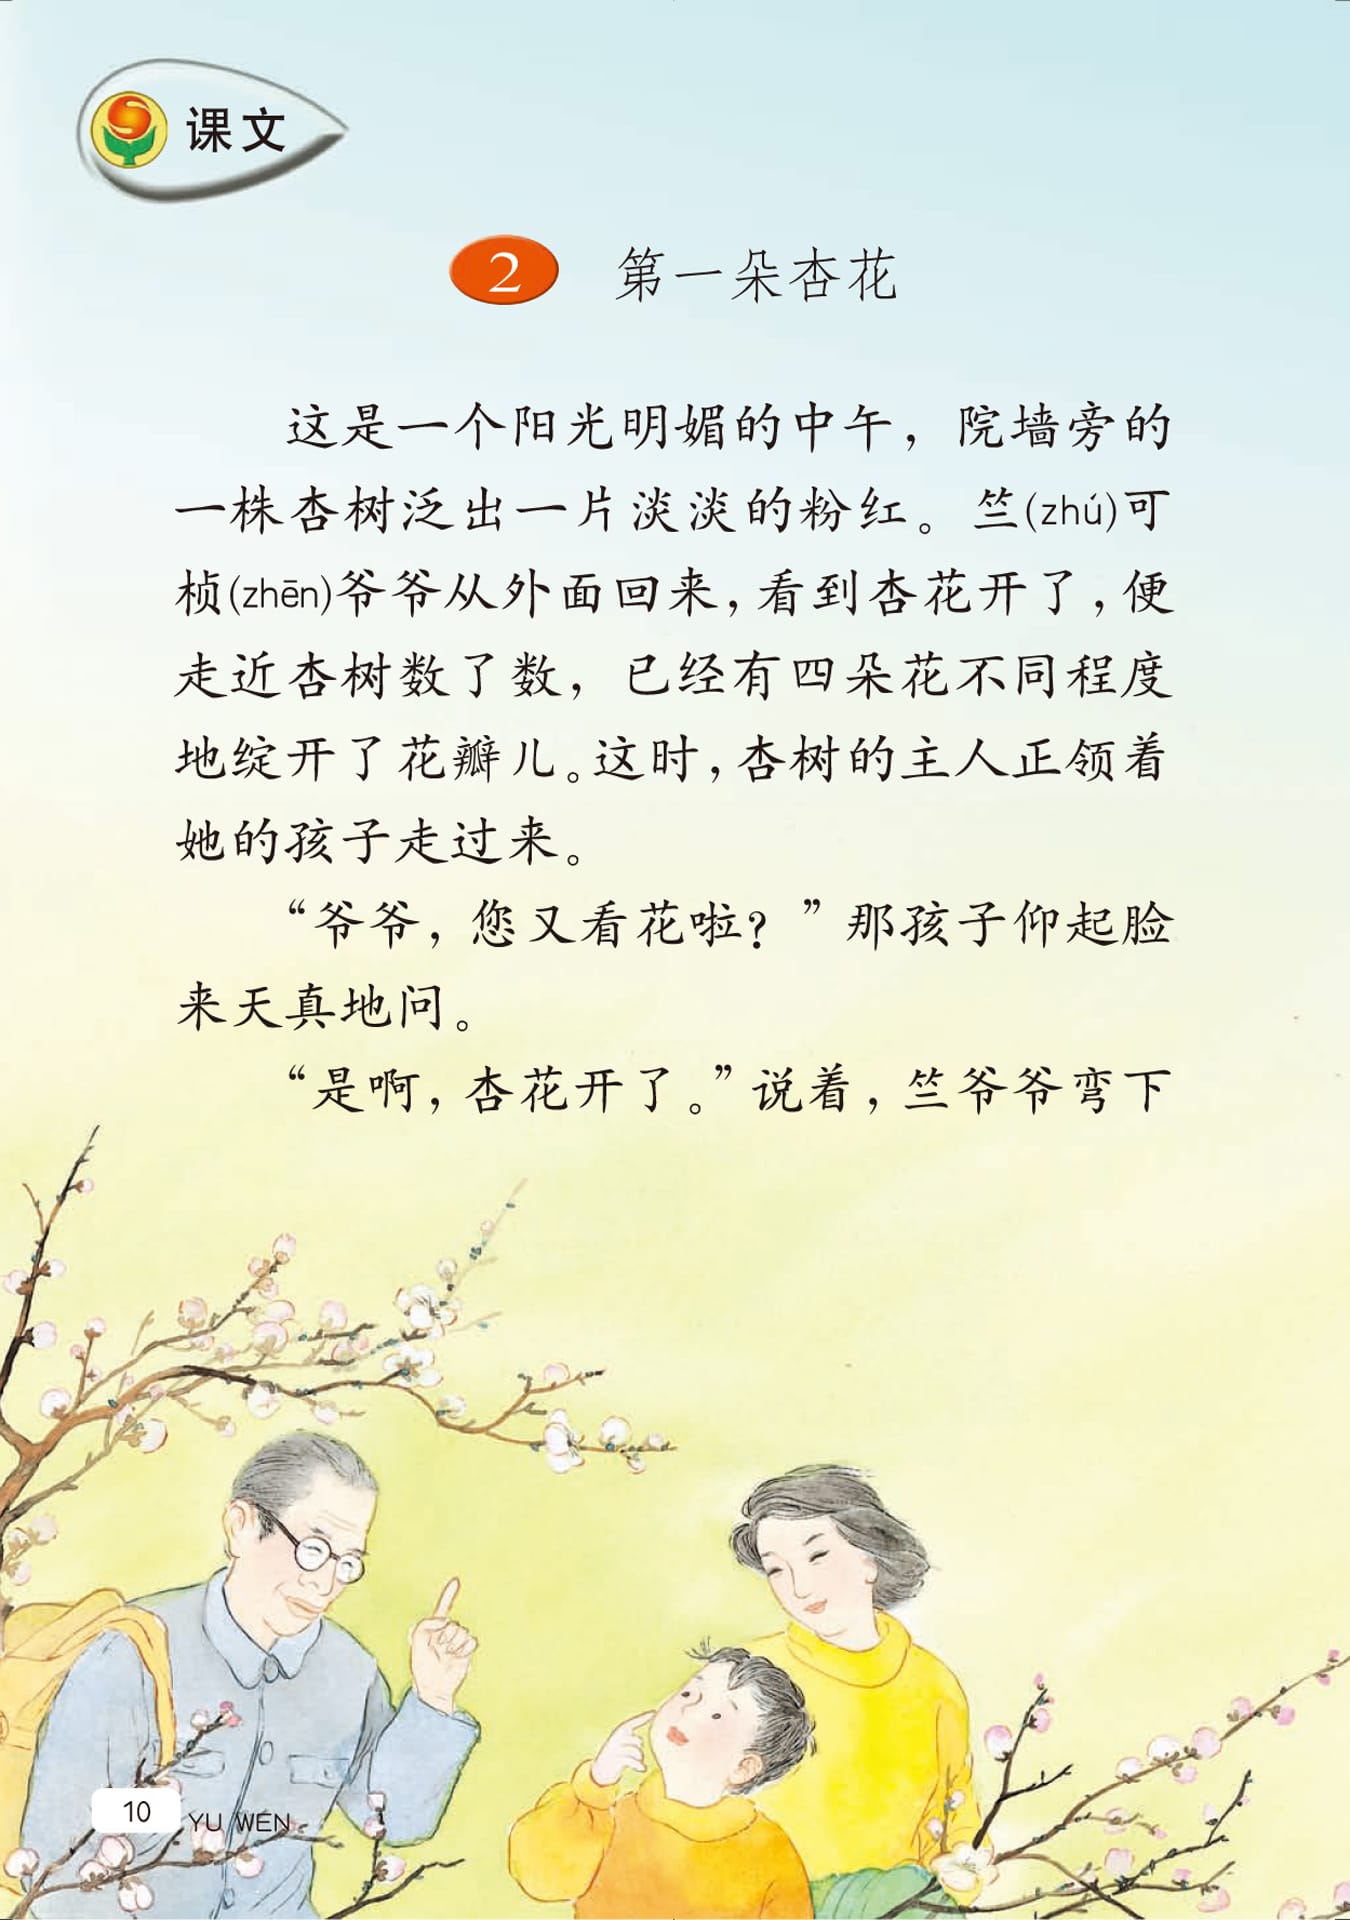 课文
2 第一朵杏花
这是一个阳光明媚的中午，院墙旁的
一株杏树泛出一片淡淡的粉红。竺(zhú)可
桢(zhēn)爷爷从外面回来，看到杏花开了，便
走近杏树数了数，已经有四朵花不同程度
地绽开了花瓣儿。这时，杏树的主人正领着
她的孩子走过来。
“爷爷，您又看花啦？”那孩子仰起脸
来天真地问。
“是啊，杏花开了。”说着，竺爷爷弯下
10 YU WEN